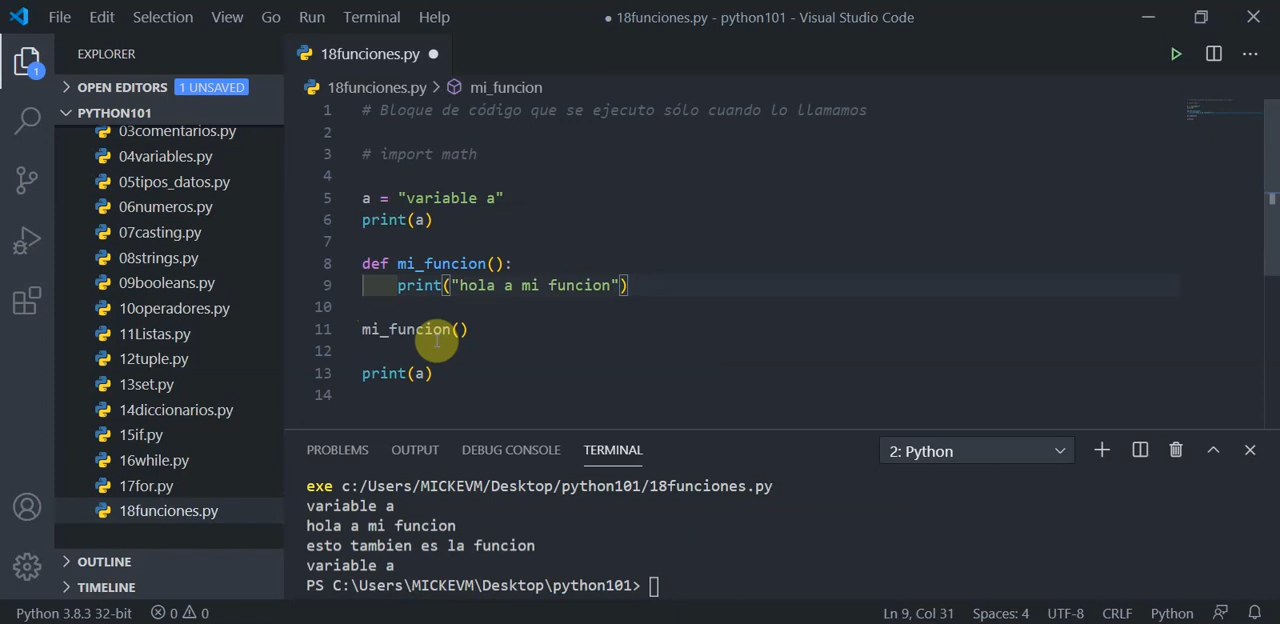 File Edit Selection View Go Run Terminal Help
● 18funciones.py - python101 - Visual Studio Code
EXPLORER
OPEN EDITORS 1 UNSAVED
PYTHON101
03comentarios.py
04variables.py
05tipos_datos.py
06numeros.py
07casting.py
08strings.py
09booleans.py
10operadores.py
11Listas.py
12tuple.py
13set.py
14diccionarios.py
15if.py
16while.py
17for.py
18funciones.py
OUTLINE
TIMELINE
1
18funciones.py ●
18funciones.py > mi_funcion
1 # Bloque de código que se ejecuto sólo cuando lo llamamos
2
3 # import math
4
5 a = "variable a"
6 print(a)
7
8 def mi_funcion():
9 print("hola a mi funcion")
10
11 mi_funcion()
12
13 print(a)
14
PROBLEMS OUTPUT DEBUG CONSOLE TERMINAL 2: Python
exe c:/Users/MICKEVM/Desktop/python101/18funciones.py
variable a
hola a mi funcion
esto tambien es la funcion
variable a
PS C:\Users\MICKEVM\Desktop\python101>
Python 3.8.3 32-bit 0 0 Ln 9, Col 31 Spaces: 4 UTF-8 CRLF Python